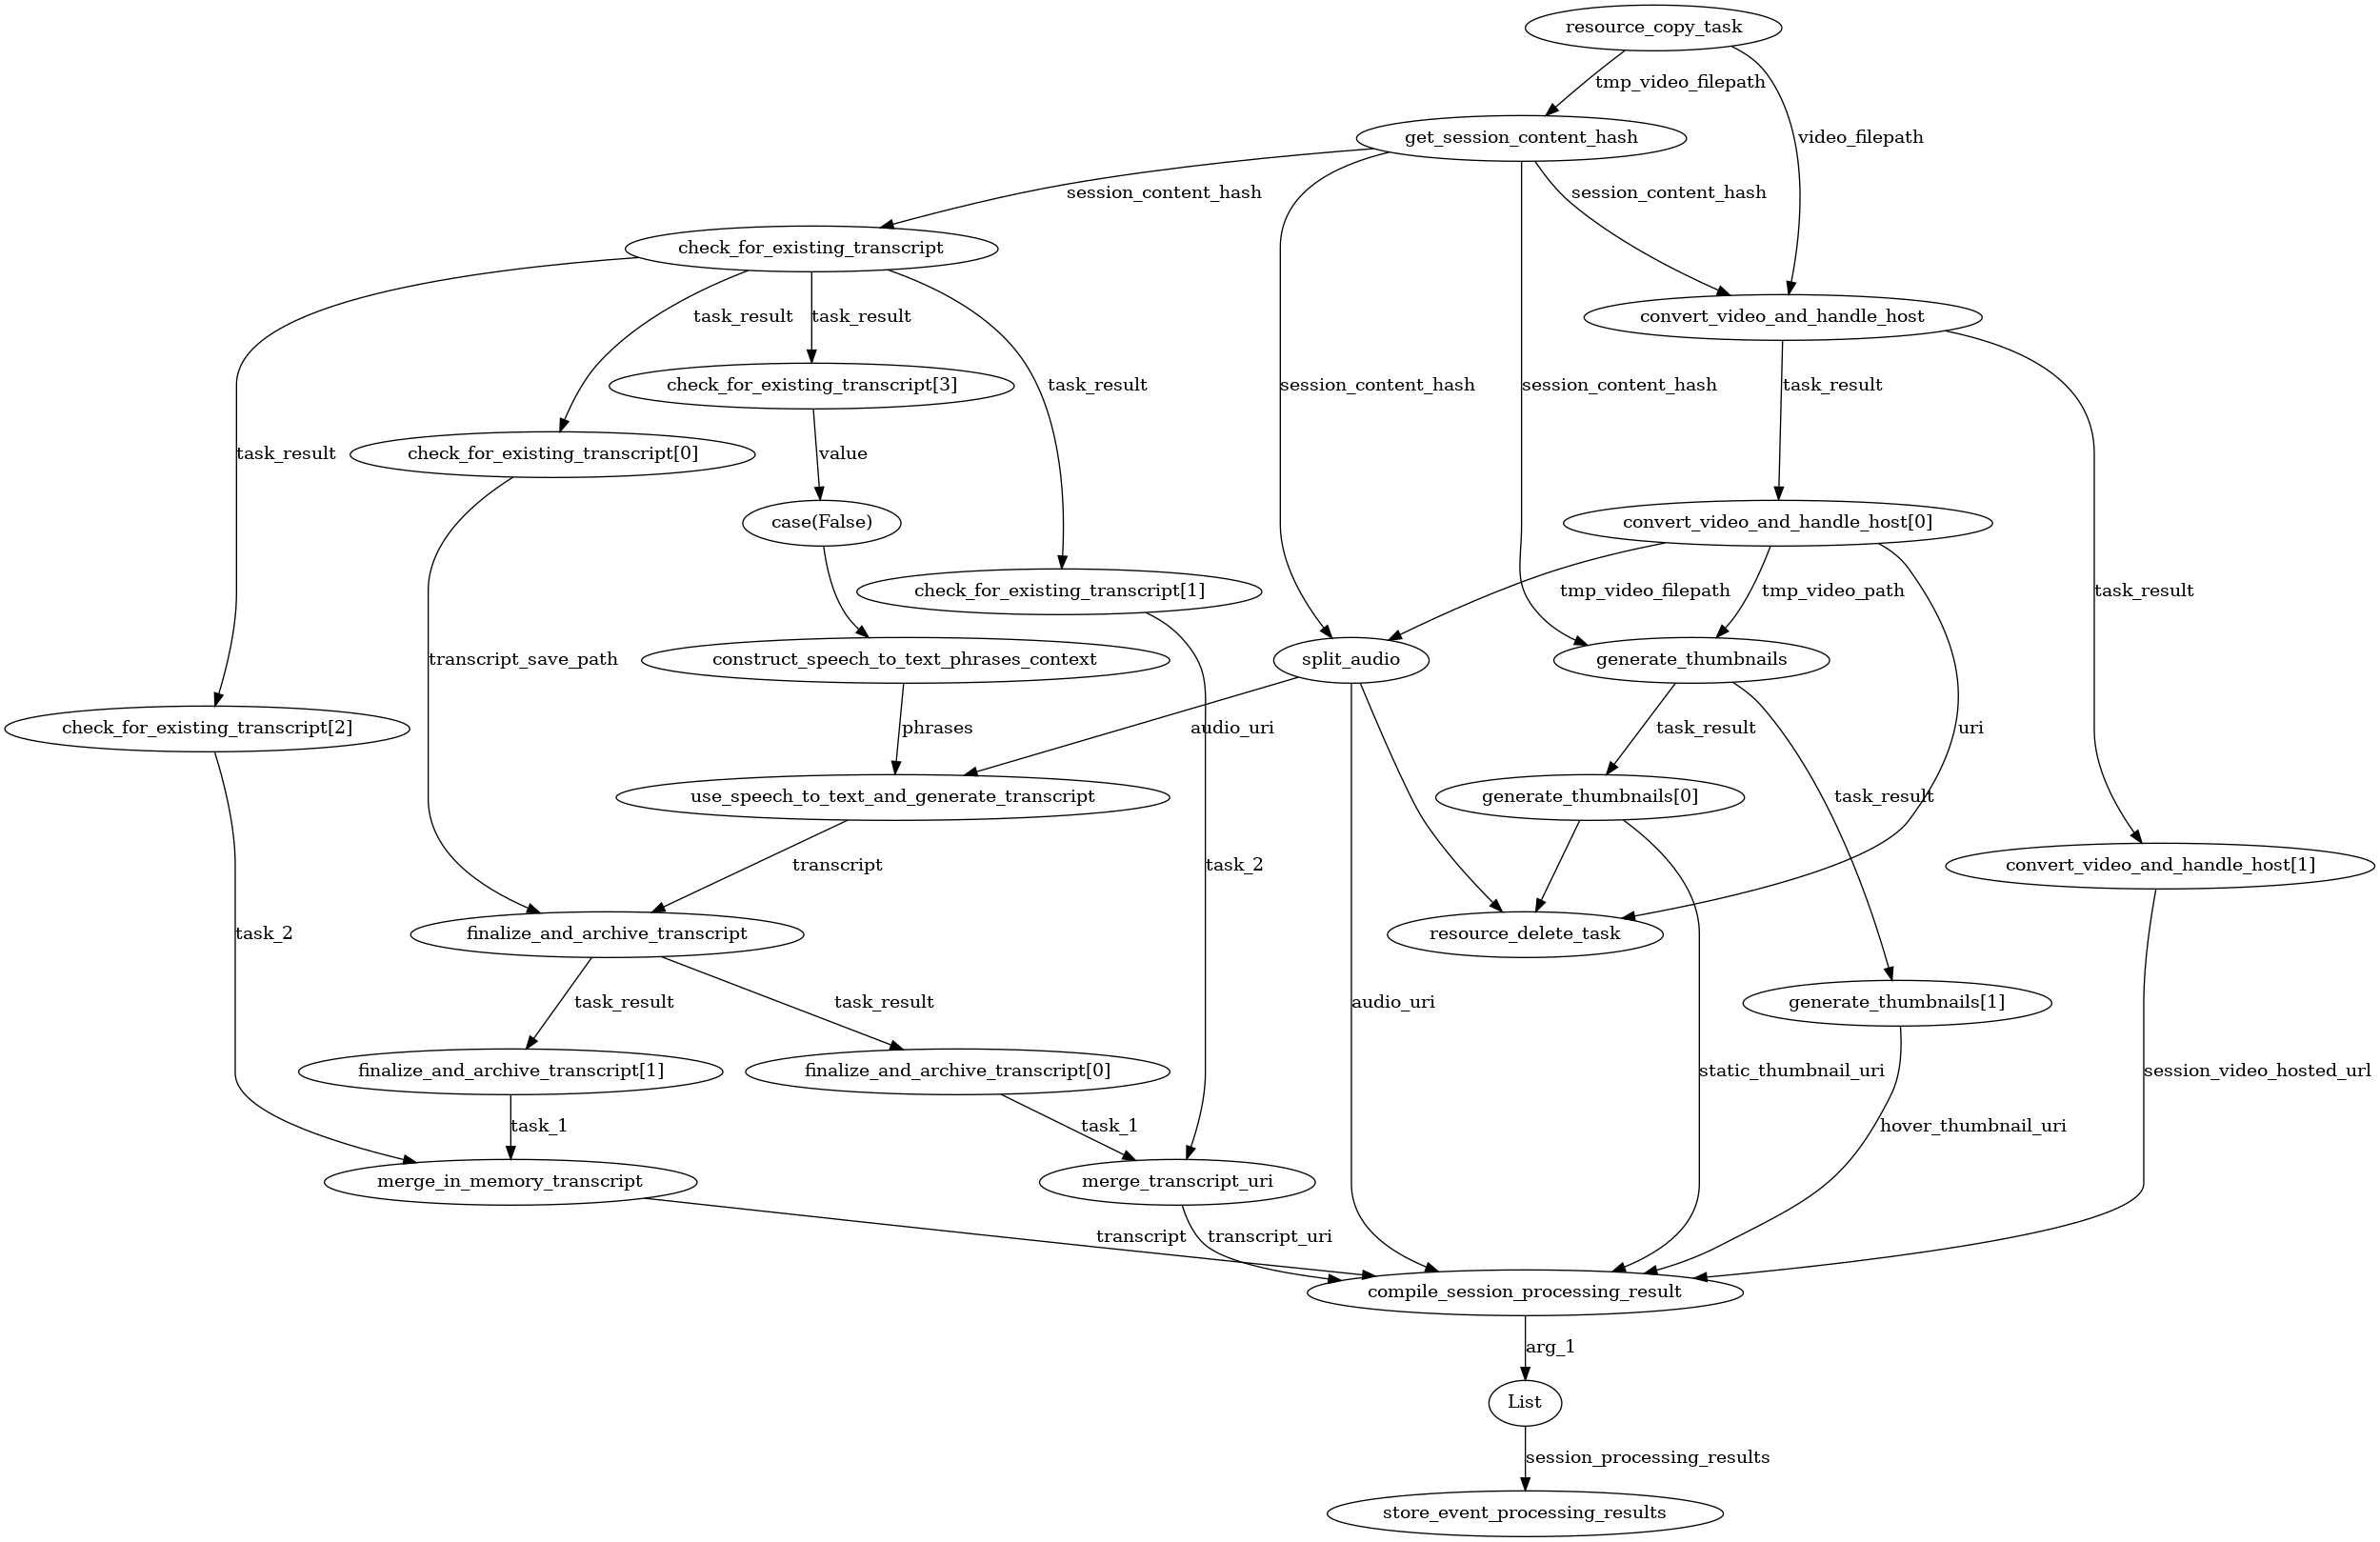 resource_copy_task
tmp_video_filepath
get_session_content_hash
video_filepath
session_content_hash
session_content_hash
check_for_existing_transcript
convert_video_and_handle_host
task_result
task_result
check_for_existing_transcript[3]
task_result
session_content_hash
session_content_hash
task_result
task_result
check_for_existing_transcript[0]
value
case(False)
convert_video_and_handle_host[0]
check_for_existing_transcript[1]
tmp_video_filepath
tmp_video_path
task_result
transcript_save_path
construct_speech_to_text_phrases_context
split_audio
generate_thumbnails
check_for_existing_transcript[2]
phrases
audio_uri
task_result
uri
use_speech_to_text_and_generate_transcript
generate_thumbnails[0]
task_result
transcript
task_2
convert_video_and_handle_host[1]
task_2
finalize_and_archive_transcript
resource_delete_task
task_result
task_result
audio_uri
generate_thumbnails[1]
finalize_and_archive_transcript[1]
finalize_and_archive_transcript[0]
static_thumbnail_uri
session_video_hosted_url
task_1
task_1
hover_thumbnail_uri
merge_in_memory_transcript
merge_transcript_uri
transcript
transcript_uri
compile_session_processing_result
arg_1
List
session_processing_results
store_event_processing_results